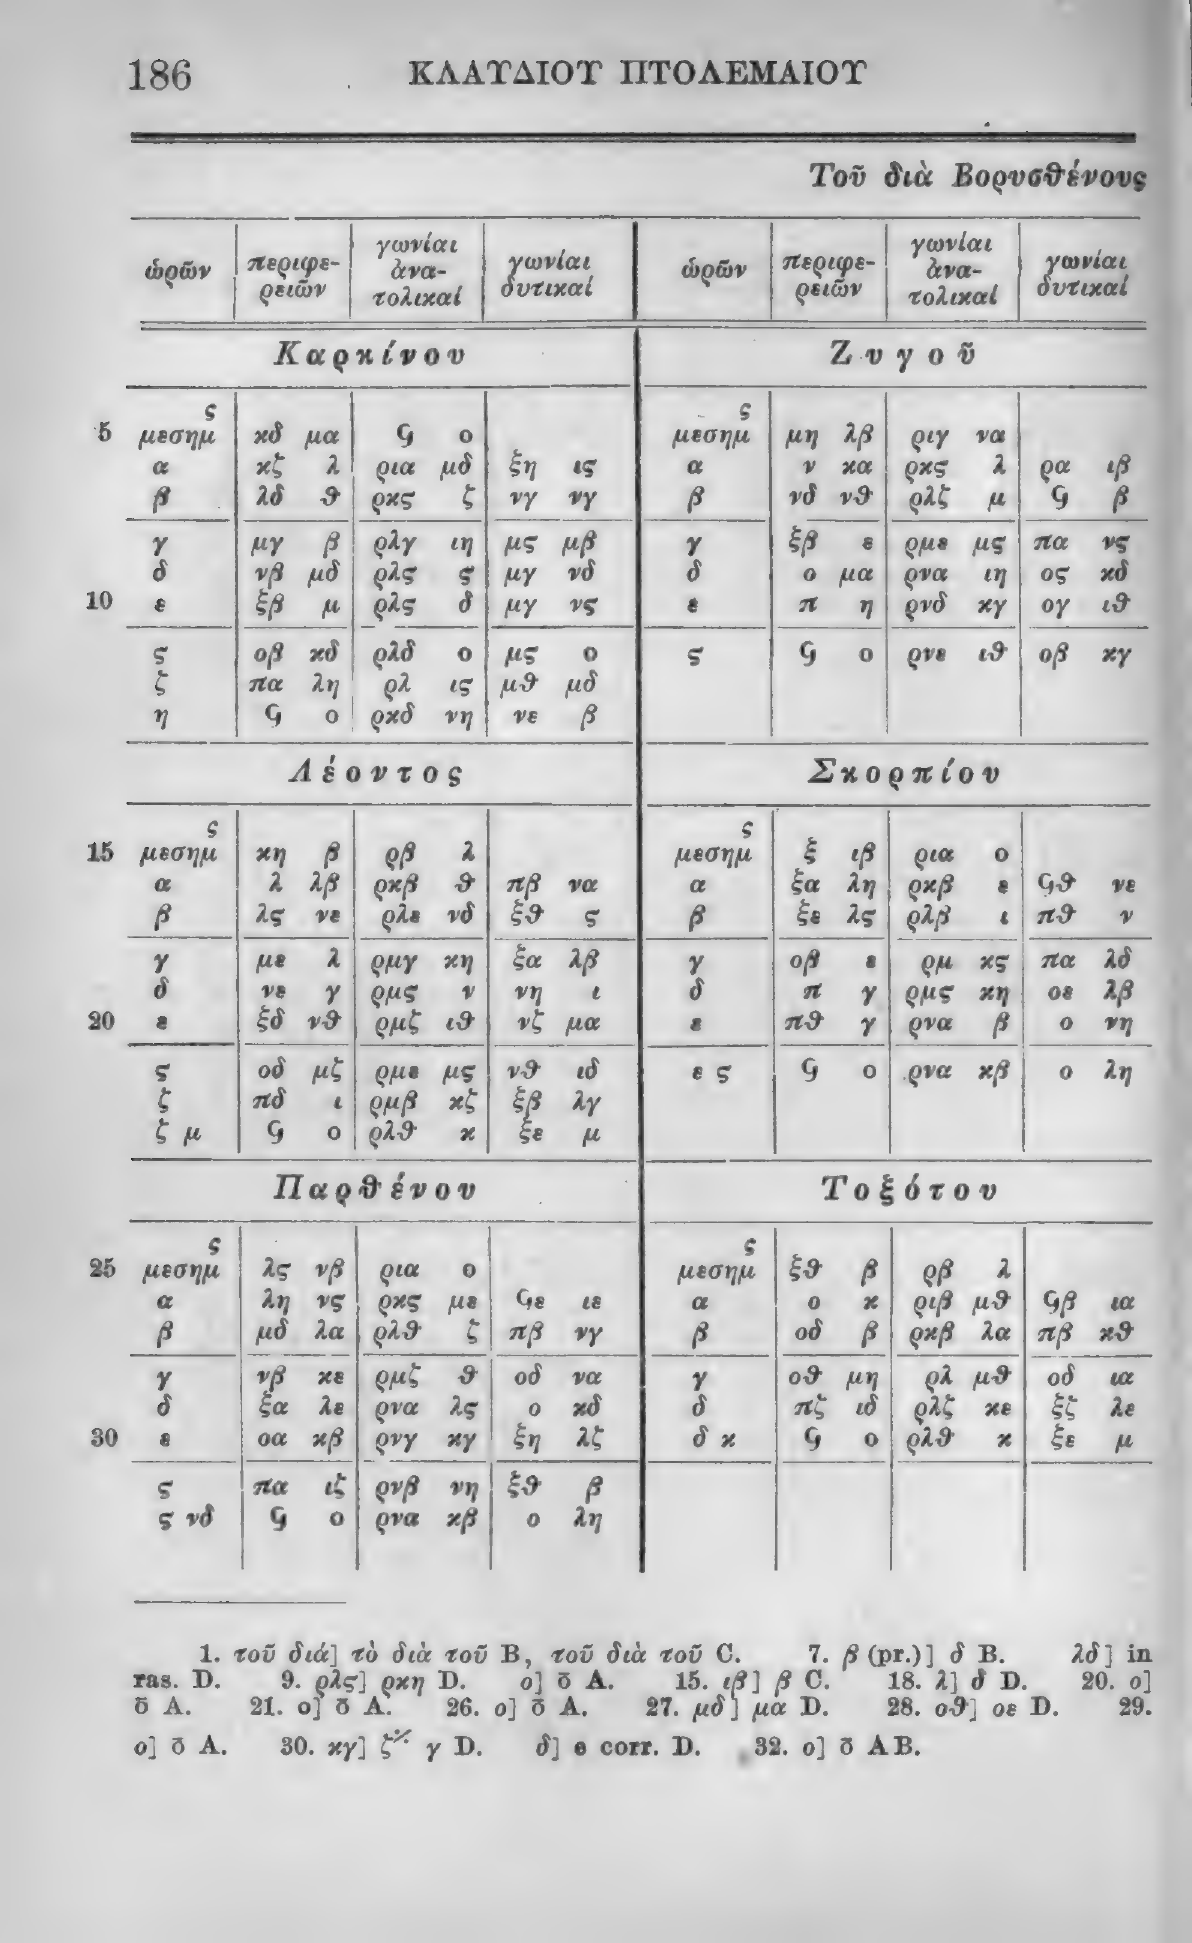 186 ΚΛΑΥΔΙΟΥ ΠΤΟΛΕΜΑΙΟΥ
Τοῦ διὰ Βορυσθένους
ὡρῶν περιφε-ρειῶν γωνίαι ἀνα-τολικαί γωνίαι δυτικαί ὡρῶν περιφε-ρειῶν γωνίαι ἀνα-τολικαί γωνίαι δυτικαί
Καρκίνου Ζυγοῦ
ς ς
5 μεσημ κδ μα Ϟ ο μεσημ μη λβ ριγ να
α κζ λ ρια μδ ξη ις α ν κα ρκς λ ρα ιβ
β λδ θ ρκς ζ νγ νγ β νδ νθ ρλζ μ Ϟ β
γ μγ β ρλγ ιη μς μβ γ ξβ ε ρμε μς πα νς
δ νβ μδ ρλς ς μγ νδ δ ο μα ρνα ιη ος κδ
10 ε ξβ μ ρλς δ μγ νς ε π η ρνδ κγ ογ ιθ
ς οβ κδ ρλδ ο μς ο ς Ϟ ο ρνε ιθ οβ κγ
ζ πα λη ρλ ις μθ μδ
η Ϟ ο ρκδ νη νε β
Λέοντος Σκορπίου
ς ς
15 μεσημ κη β ρβ λ μεσημ ξ ιβ ρια ο
α λ λβ ρκβ θ πβ να α ξα λη ρκβ ε Ϟθ νε
β λς νε ρλε νδ ξθ ς β ξε λς ρλβ ι πθ ν
γ με λ ρμγ κη ξα λβ γ οβ ε ρμ κς πα λδ
δ νε γ ρμς ν νη ι δ π γ ρμς κη οε λβ
20 ε ξδ νθ ρμζ ιθ νζ μα ε πθ γ ρνα β ο νη
ς οδ μζ ρμε μς νθ ιδ ε ς Ϟ ο ρνα κβ ο λη
ζ πδ ι ρμβ κζ ξβ λγ
ζ μ Ϟ ο ρλθ κ ξε μ
Παρθένου Τοξότου
ς ς
25 μεσημ λς νβ ρια ο μεσημ ξθ β ρβ λ
α λη νς ρκς με Ϟε ιε α ο κ ριβ μθ Ϟβ ια
β μδ λα ρλθ ζ πβ νγ β οδ β ρκβ λα πβ κθ
γ νβ κε ρμζ θ οδ να γ οθ μη ρλ μθ οδ ια
δ ξα λε ρνα λς ο κδ δ πζ ιδ ρλζ κε ξζ λε
30 ε οα κβ ρνγ κγ ξη λζ δ κ Ϟ ο ρλθ κ ξε μ
ς πα ιζ ρνβ νη ξθ β
ς νδ Ϟ ο ρνα κβ ο λη
1. τοῦ διά] τὸ διὰ τοῦ B, τοῦ διὰ τοῦ C. 7. β (pr.)] δ B. λδ] in
ras. D. 9. ρλς] ρκη D. ο] ο̄ A. 15. ιβ] β C. 18. λ] δ D. 20. ο]
ο̄ A. 21. ο] ο̄ A. 26. ο] ο̄ A. 27. μδ] μα D. 28. οθ] οε D. 29.
ο] ο̄ A. 30. κγ] ζ⁒ γ D. δ] e corr. D. 32. ο] ο̄ AB.